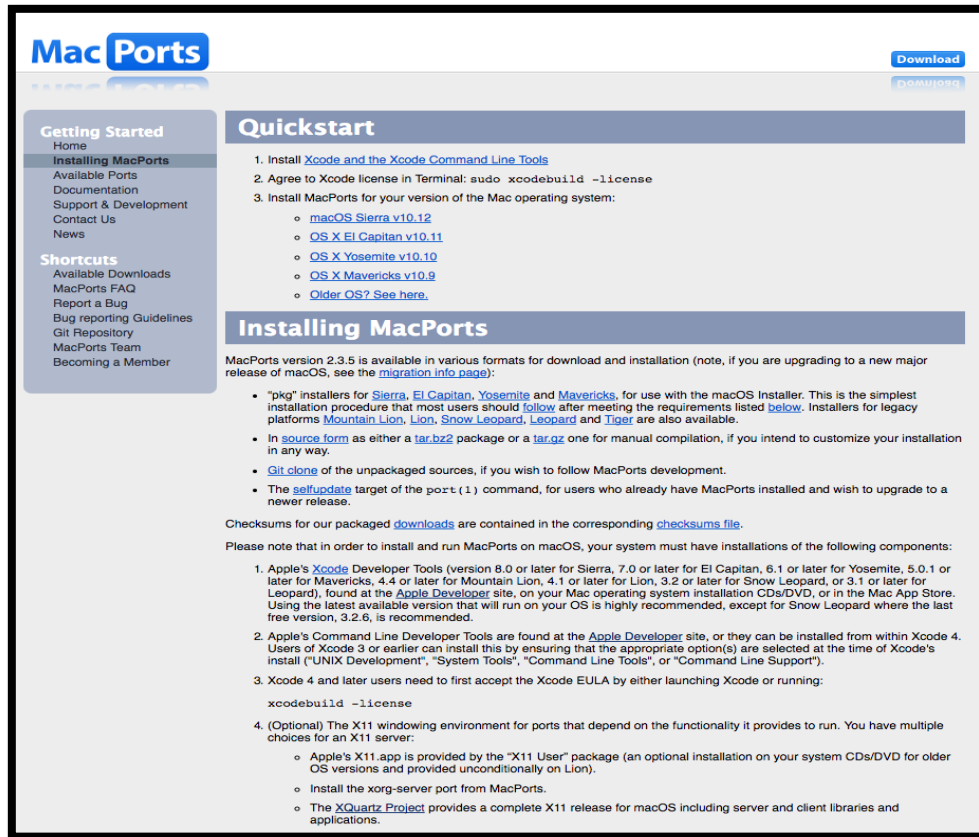 Mac Ports
Download
Getting Started
Home
Installing MacPorts
Available Ports
Documentation
Support & Development
Contact Us
News
Shortcuts
Available Downloads
MacPorts FAQ
Report a Bug
Bug reporting Guidelines
Git Repository
MacPorts Team
Becoming a Member
Quickstart
1. Install Xcode and the Xcode Command Line Tools
2. Agree to Xcode license in Terminal: sudo xcodebuild -license
3. Install MacPorts for your version of the Mac operating system:
macOS Sierra v10.12
OS X El Capitan v10.11
OS X Yosemite v10.10
OS X Mavericks v10.9
Older OS? See here.
Installing MacPorts
MacPorts version 2.3.5 is available in various formats for download and installation (note, if you are upgrading to a new major
release of macOS, see the migration info page):
• "pkg" installers for Sierra, El Capitan, Yosemite and Mavericks, for use with the macOS Installer. This is the simplest
installation procedure that most users should follow after meeting the requirements listed below. Installers for legacy
platforms Mountain Lion, Lion, Snow Leopard, Leopard and Tiger are also available.
• In source form as either a tar.bz2 package or a tar.gz one for manual compilation, if you intend to customize your installation
in any way.
• Git clone of the unpackaged sources, if you wish to follow MacPorts development.
• The selfupdate target of the port(1) command, for users who already have MacPorts installed and wish to upgrade to a
newer release.
Checksums for our packaged downloads are contained in the corresponding checksums file.
Please note that in order to install and run MacPorts on macOS, your system must have installations of the following components:
1. Apple's Xcode Developer Tools (version 8.0 or later for Sierra, 7.0 or later for El Capitan, 6.1 or later for Yosemite, 5.0.1 or
later for Mavericks, 4.4 or later for Mountain Lion, 4.1 or later for Lion, 3.2 or later for Snow Leopard, or 3.1 or later for
Leopard), found at the Apple Developer site, on your Mac operating system installation CDs/DVD, or in the Mac App Store.
Using the latest available version that will run on your OS is highly recommended, except for Snow Leopard where the last
free version, 3.2.6, is recommended.
2. Apple's Command Line Developer Tools are found at the Apple Developer site, or they can be installed from within Xcode 4.
Users of Xcode 3 or earlier can install this by ensuring that the appropriate option(s) are selected at the time of Xcode's
install ("UNIX Development", "System Tools", "Command Line Tools", or "Command Line Support").
3. Xcode 4 and later users need to first accept the Xcode EULA by either launching Xcode or running:
xcodebuild -license
4. (Optional) The X11 windowing environment for ports that depend on the functionality it provides to run. You have multiple
choices for an X11 server:
Apple's X11.app is provided by the "X11 User" package (an optional installation on your system CDs/DVD for older
OS versions and provided unconditionally on Lion).
Install the xorg-server port from MacPorts.
The XQuartz Project provides a complete X11 release for macOS including server and client libraries and
applications.